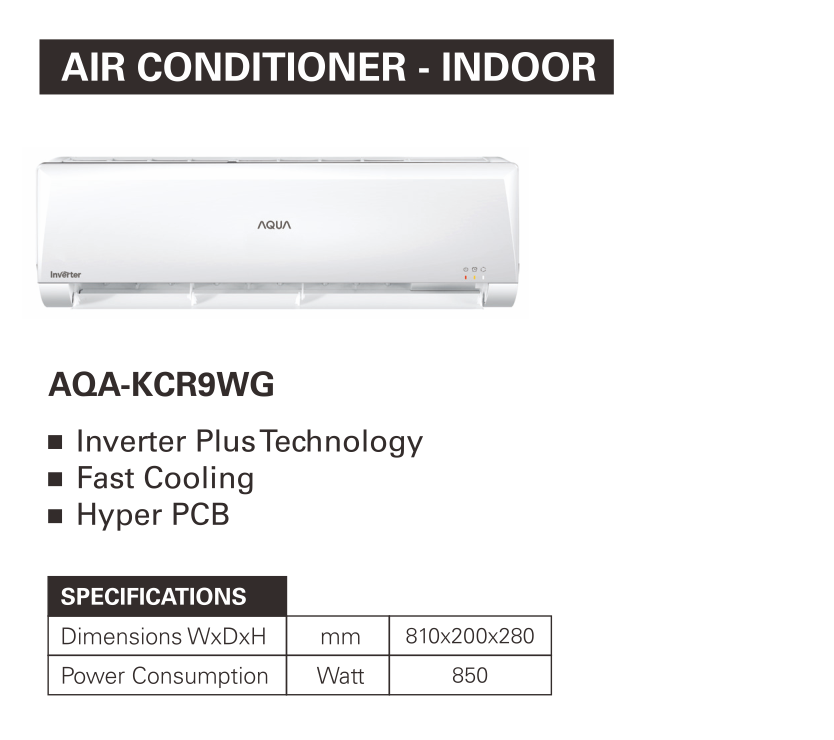 AIR CONDITIONER - INDOOR
AQUA
Inverter
AQA-KCR9WG
■ Inverter Plus Technology
■ Fast Cooling
■ Hyper PCB
SPECIFICATIONS
Dimensions WxDxH mm 810x200x280
Power Consumption Watt 850